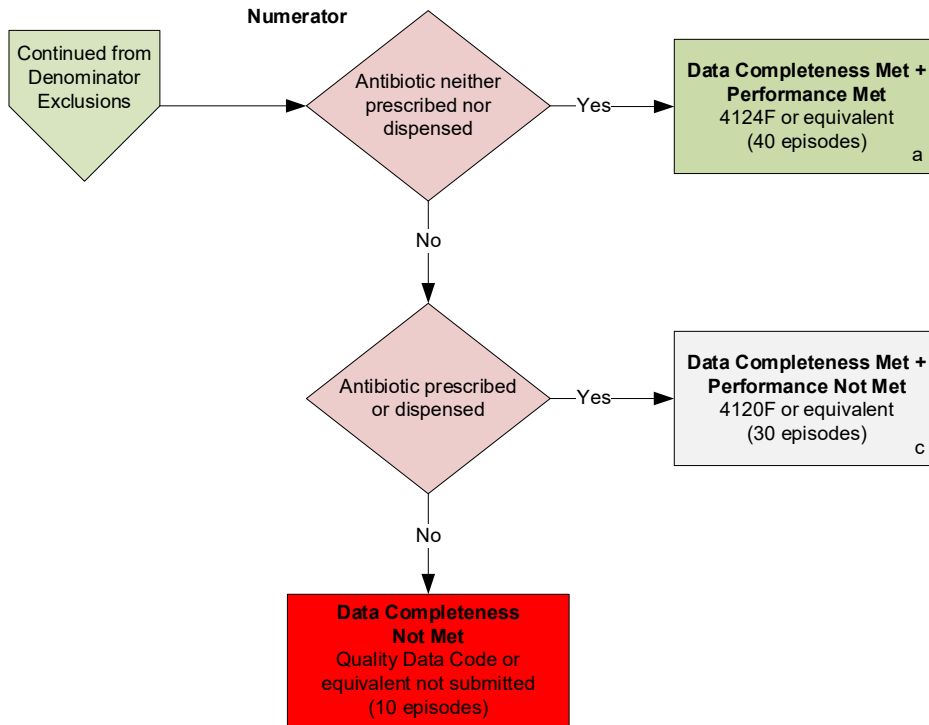 Numerator
Continued from
Denominator
Exclusions
Antibiotic neither
prescribed nor
dispensed
Yes
Data Completeness Met +
Performance Met
4124F or equivalent
(40 episodes)
a
No
Antibiotic prescribed
or dispensed
Yes
Data Completeness Met +
Performance Not Met
4120F or equivalent
(30 episodes)
c
No
Data Completeness
Not Met
Quality Data Code or
equivalent not submitted
(10 episodes)